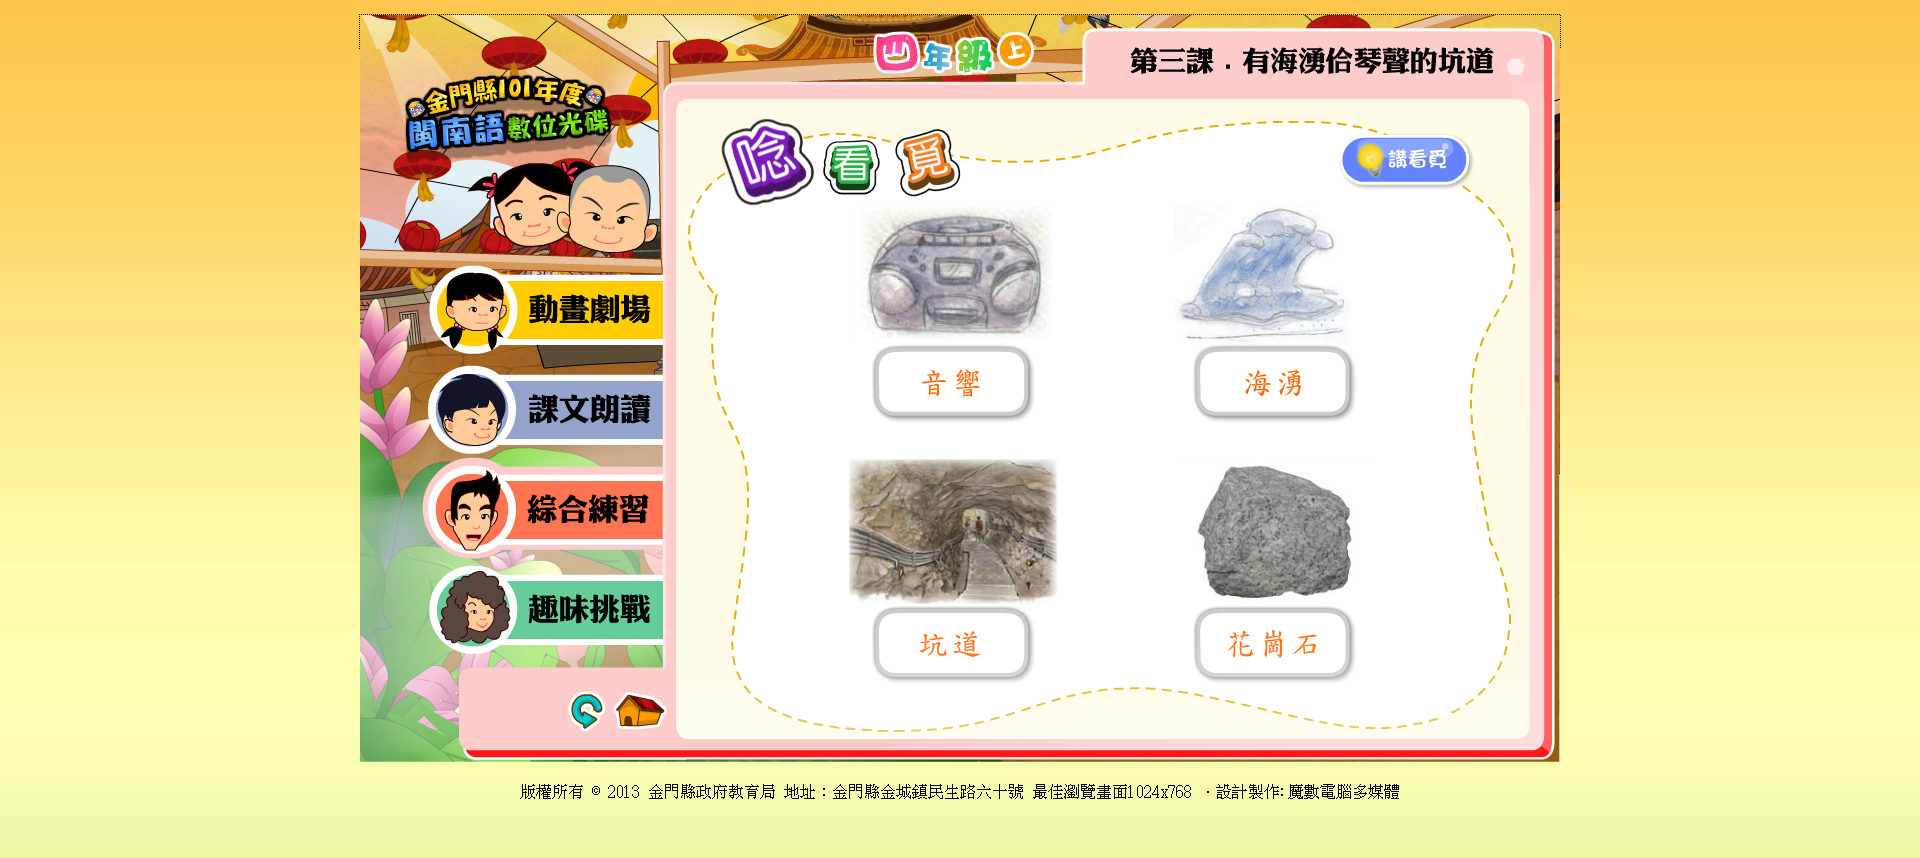 四年級上
第三課．有海湧佮琴聲的坑道
金門縣101年度
閩南語數位光碟
唸看覓
講看覓
動畫劇場
課文朗讀
綜合練習
趣味挑戰
音響
海湧
坑道
花崗石
版權所有 © 2013 金門縣政府教育局 地址：金門縣金城鎮民生路六十號 最佳瀏覽畫面1024x768 ‧設計製作: 魔數電腦多媒體